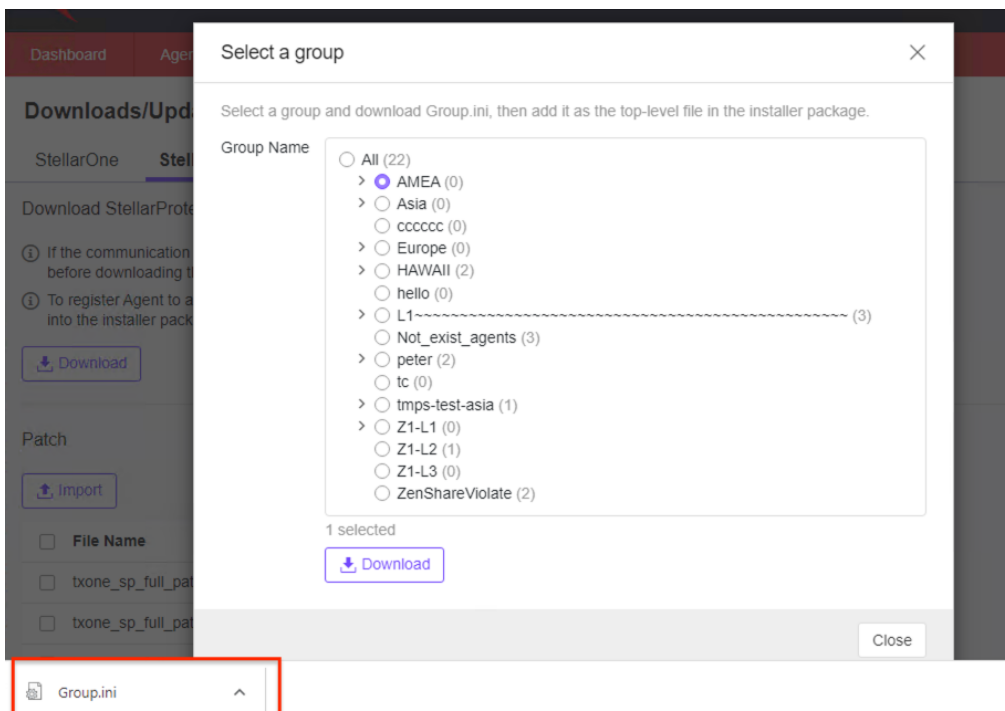 Dashboard
Agen
Select a group
Downloads/Upda
Select a group and download Group.ini, then add it as the top-level file in the installer package.
StellarOne
Stell
Group Name
All (22)
AMEA (0)
Asia (0)
cccccc (0)
Europe (0)
HAWAII (2)
hello (0)
L1~~~~~~~~~~~~~~~~~~~~~~~~~~~~~~~~~~~~~~~~~~~~~~~~ (3)
Not_exist_agents (3)
peter (2)
tc (0)
tmps-test-asia (1)
Z1-L1 (0)
Z1-L2 (1)
Z1-L3 (0)
ZenShareViolate (2)
1 selected
Download
Download StellarProte
If the communication
before downloading th
To register Agent to a
into the installer pack
Download
Patch
Import
File Name
txone_sp_full_pat
txone_sp_full_pat
Close
Group.ini